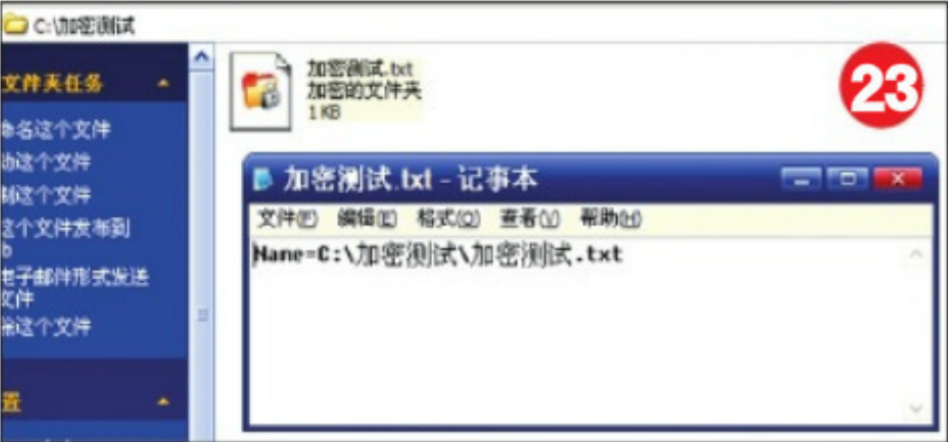 C:\加密测试
文件夹任务
命名这个文件
动这个文件
制这个文件
这个文件发布到
b
电子邮件形式发送
文件
除这个文件
置
加密测试.txt
加密的文件夹
1 KB
23
加密测试.txt - 记事本
文件(F) 编辑(E) 格式(O) 查看(V) 帮助(H)
Name=C:\加密测试\加密测试.txt